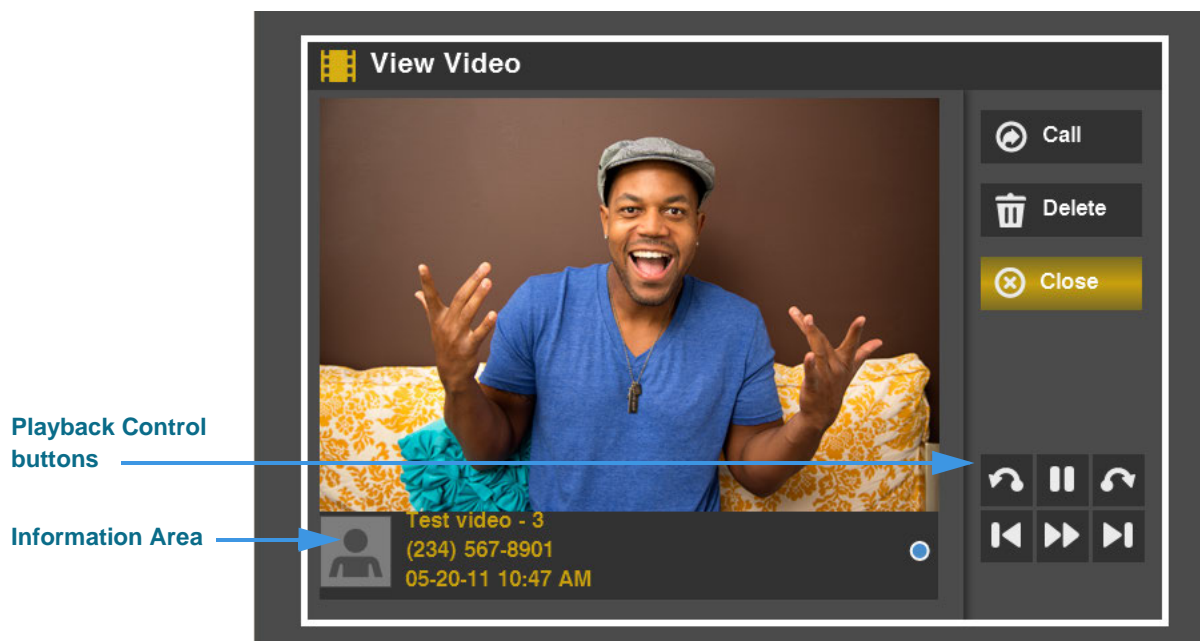 View Video
Call
Delete
Close
Playback Control
buttons
Information Area
Test video - 3
(234) 567-8901
05-20-11 10:47 AM